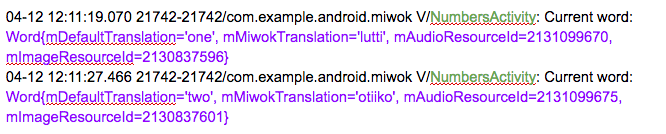 04-12 12:11:19.070 21742-21742/com.example.android.miwok V/NumbersActivity: Current word:
Word{mDefaultTranslation='one', mMiwokTranslation='lutti', mAudioResourceId=2131099670,
mImageResourceId=2130837596}
04-12 12:11:27.466 21742-21742/com.example.android.miwok V/NumbersActivity: Current word:
Word{mDefaultTranslation='two', mMiwokTranslation='otiiko', mAudioResourceId=2131099675,
mImageResourceId=2130837601}